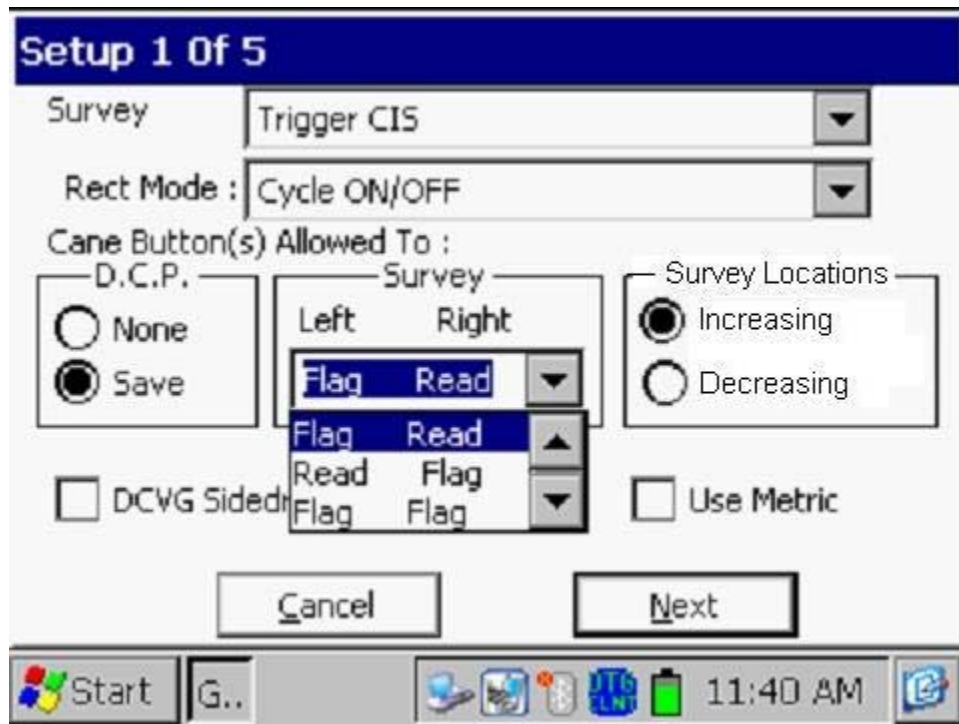 Setup 1 Of 5
Survey Trigger CIS
Rect Mode : Cycle ON/OFF
Cane Button(s) Allowed To :
D.C.P. Survey Survey Locations
None Left Right Increasing
Save Flag Read Decreasing
Flag Read
Read Flag
DCVG Use Metric
Flag Flag
Cancel Next
Start G.. 11:40 AM